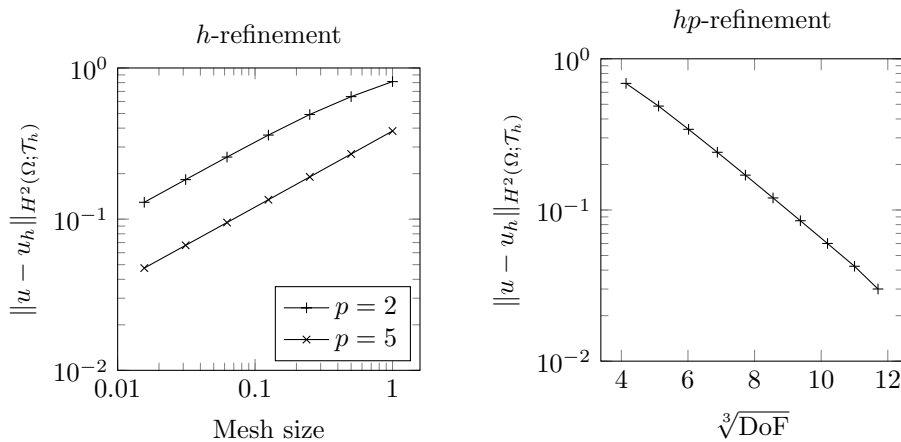 h-refinement
10^0
10^{-1}
10^{-2}
0.01 0.1 1
Mesh size
‖u − u_h‖_{H^2(Ω;𝒯_h)}
p = 2
p = 5
hp-refinement
10^0
10^{-1}
10^{-2}
4 6 8 10 12
∛DoF
‖u − u_h‖_{H^2(Ω;𝒯_h)}